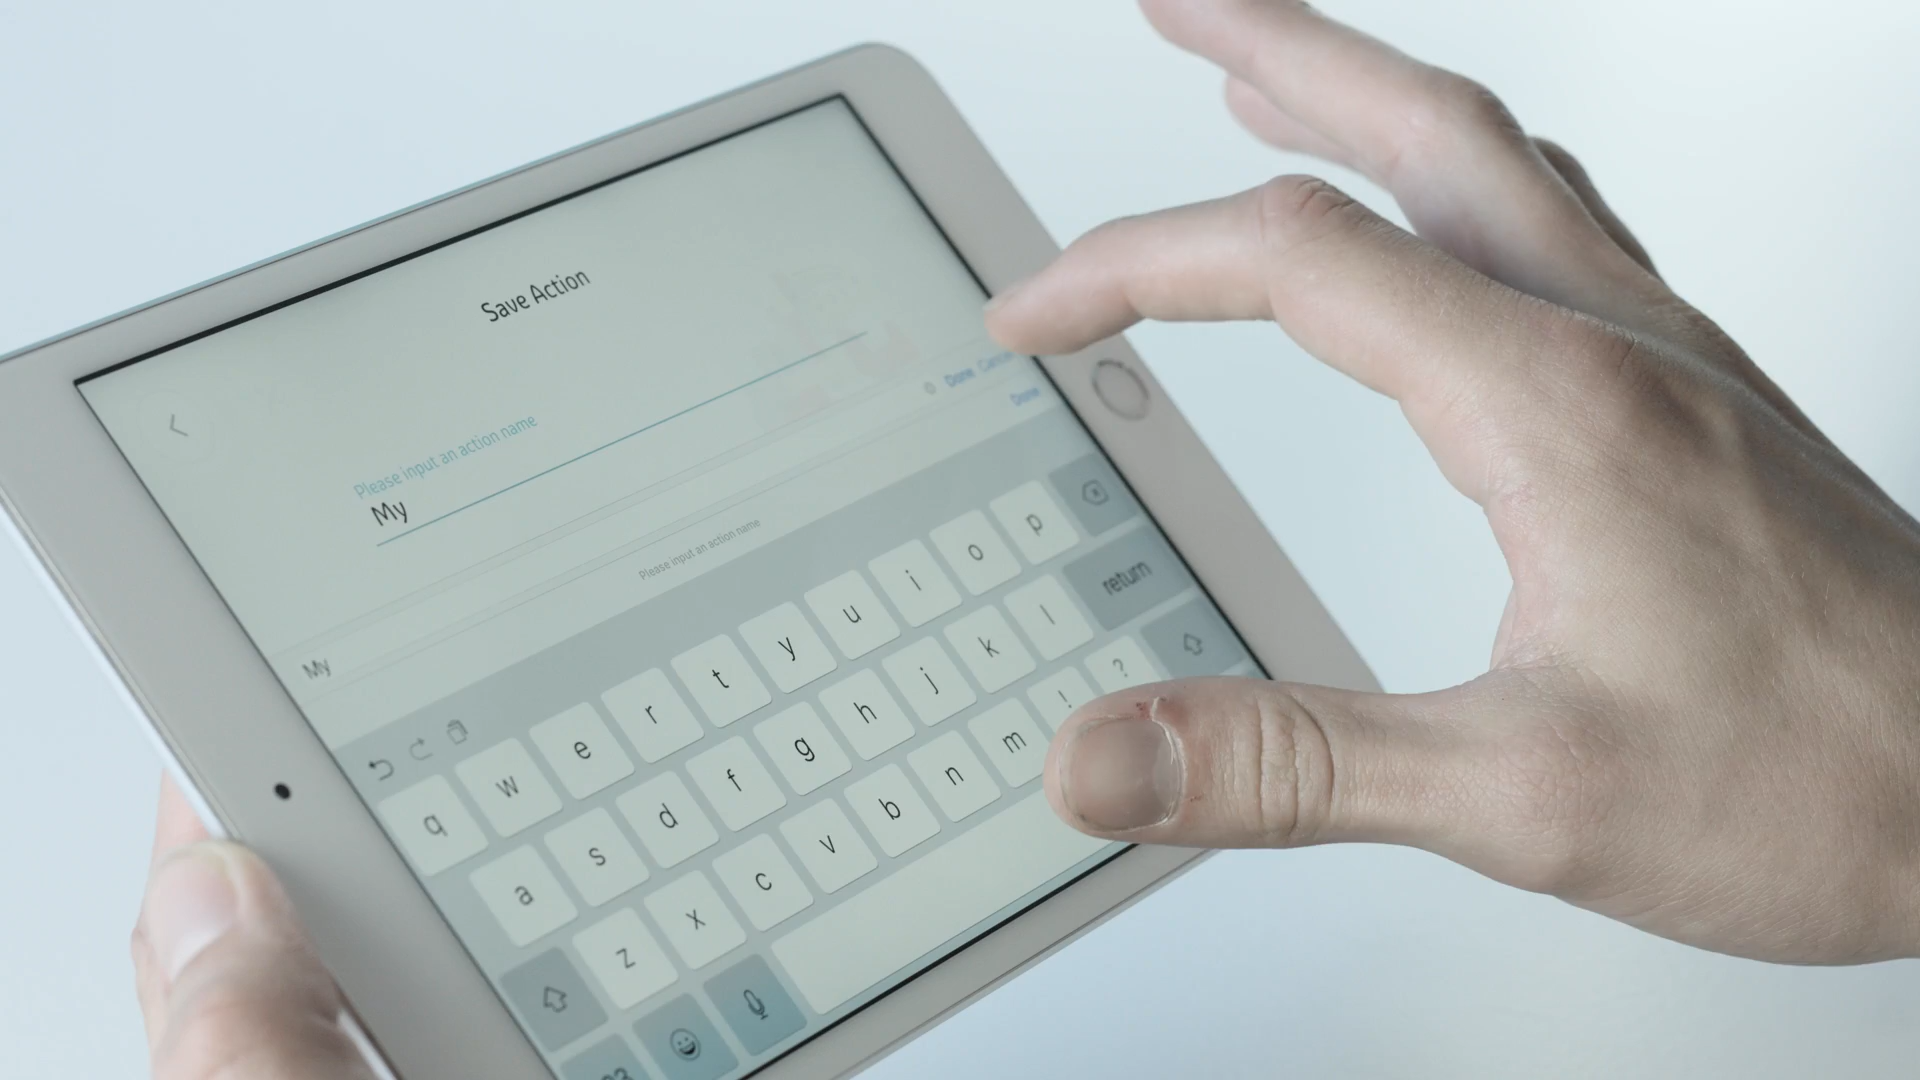 Save Action
Please input an action name
My
Done
Done
Please input an action name
My
q w e r t y u i o p
a s d f g h j k l return
z x c v b n m ! ?